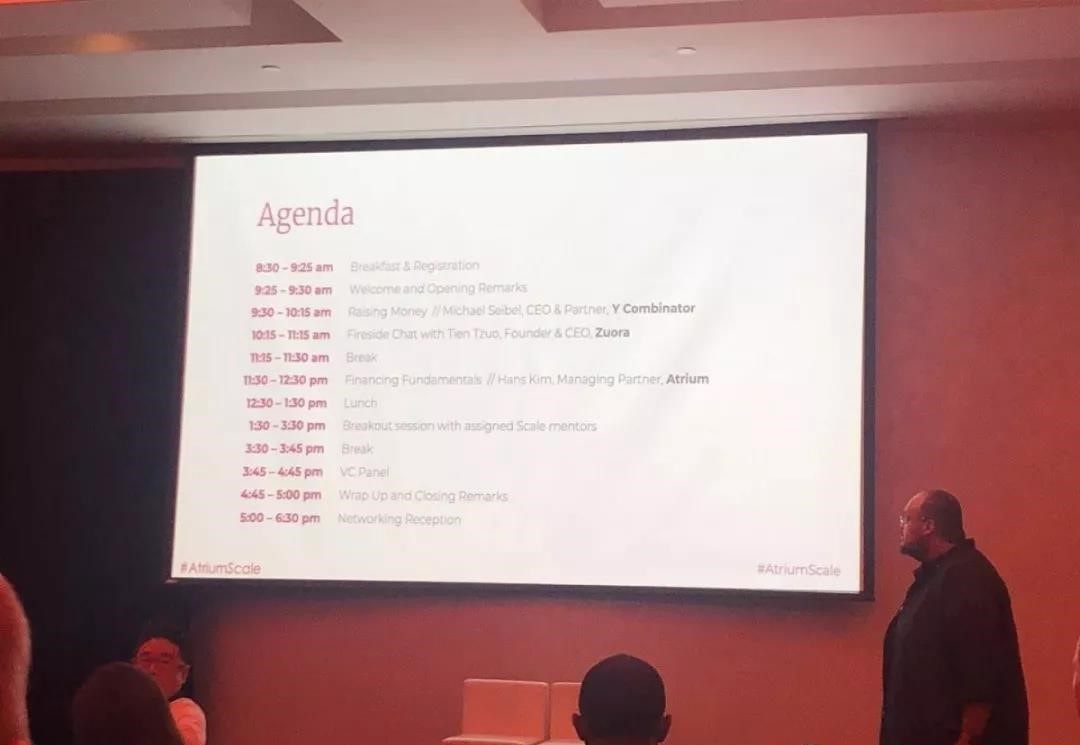 Agenda
8:30 – 9:25 am Breakfast & Registration
9:25 – 9:30 am Welcome and Opening Remarks
9:30 – 10:15 am Raising Money // Michael Seibel, CEO & Partner, Y Combinator
10:15 – 11:15 am Fireside Chat with Tien Tzuo, Founder & CEO, Zuora
11:15 – 11:30 am Break
11:30 – 12:30 pm Financing Fundamentals // Hans Kim, Managing Partner, Atrium
12:30 – 1:30 pm Lunch
1:30 – 3:30 pm Breakout session with assigned Scale mentors
3:30 – 3:45 pm Break
3:45 – 4:45 pm VC Panel
4:45 – 5:00 pm Wrap Up and Closing Remarks
5:00 – 6:30 pm Networking Reception
#AtriumScale #AtriumScale